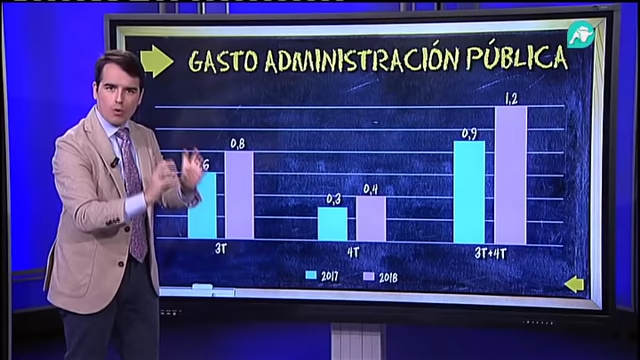 GASTO ADMINISTRACIÓN PÚBLICA
1,2
0,9
0,8
0,4
0,3
3T
4T
3T+4T
2017
2018